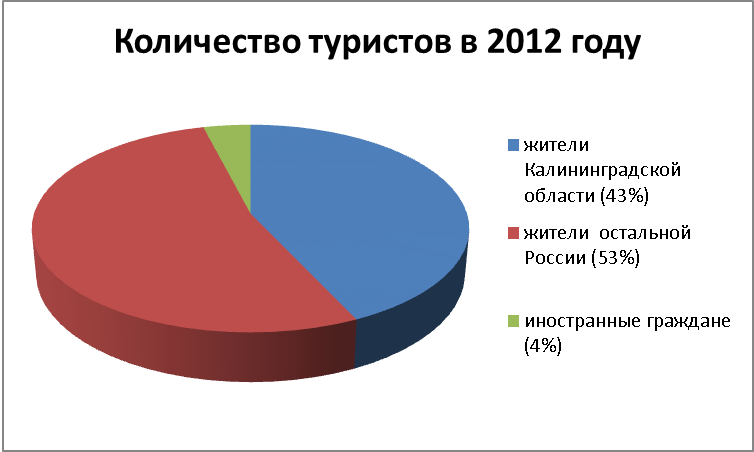 Количество туристов в 2012 году
жители
Калининградской
области (43%)
жители остальной
России (53%)
иностранные граждане
(4%)